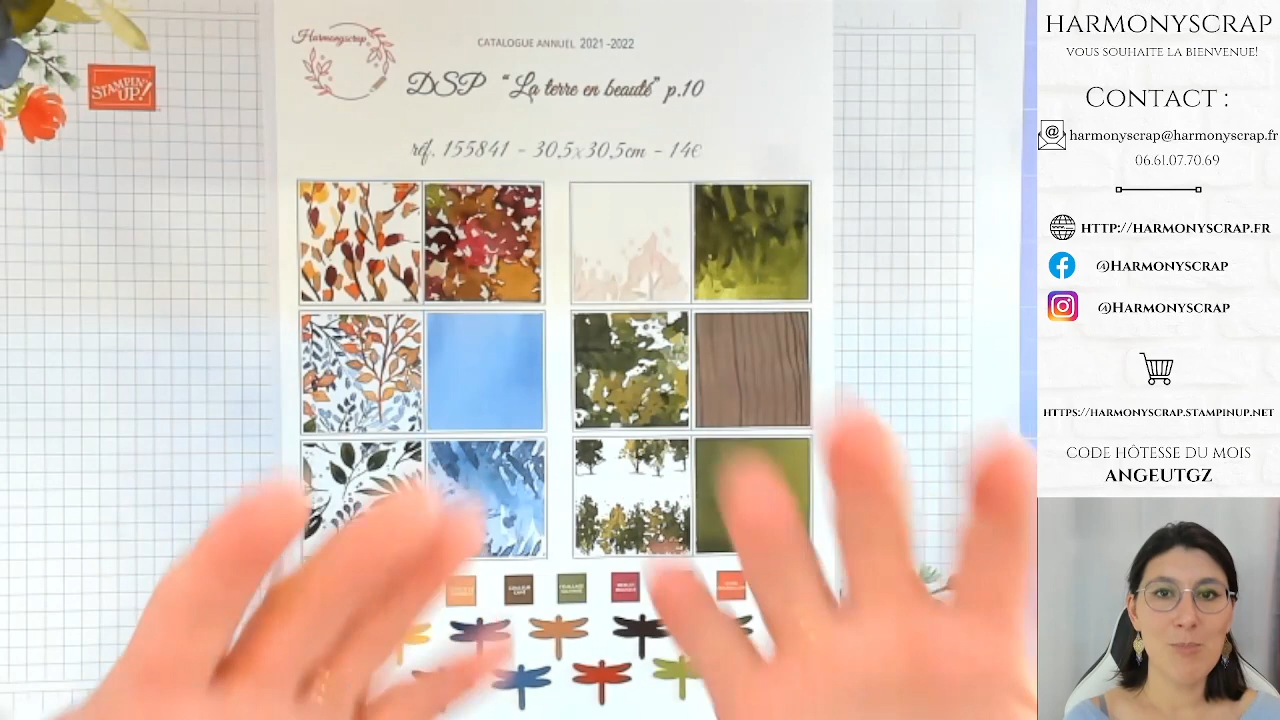 Harmonyscrap
CATALOGUE ANNUEL 2021-2022
DSP "La terre en beauté" p.10
réf. 155841 - 30,5x30,5cm - 14€
STAMPIN' UP!
HARMONYSCRAP
VOUS SOUHAITE LA BIENVENUE!
CONTACT :
harmonyscrap@harmonyscrap.fr
06.61.07.70.69
HTTP://HARMONYSCRAP.FR
@HARMONYSCRAP
@HARMONYSCRAP
HTTPS://HARMONYSCRAP.STAMPINUP.NET
CODE HÔTESSE DU MOIS
ANGEUTGZ